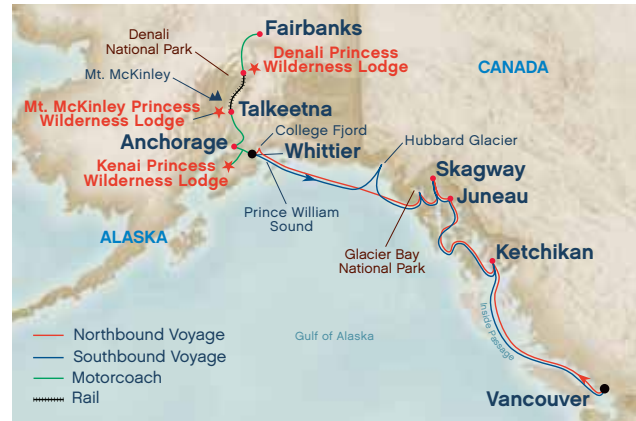 Fairbanks
Denali
National Park
Denali Princess
Wilderness Lodge
Mt. McKinley
CANADA
Mt. McKinley Princess
Wilderness Lodge
Talkeetna
College Fjord
Hubbard Glacier
Anchorage
Whittier
Kenai Princess
Wilderness Lodge
Skagway
Juneau
Prince William
Sound
ALASKA
Glacier Bay
National Park
Ketchikan
Inside Passage
Gulf of Alaska
Northbound Voyage
Southbound Voyage
Motorcoach
Rail
Vancouver